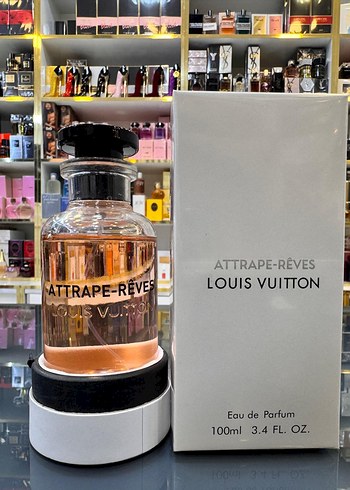 ATTRAPE-RÊVES
LOUIS VUITTON
ATTRAPE-RÊVES
LOUIS VUITTON
Eau de Parfum
100ml 3.4 FL. OZ.